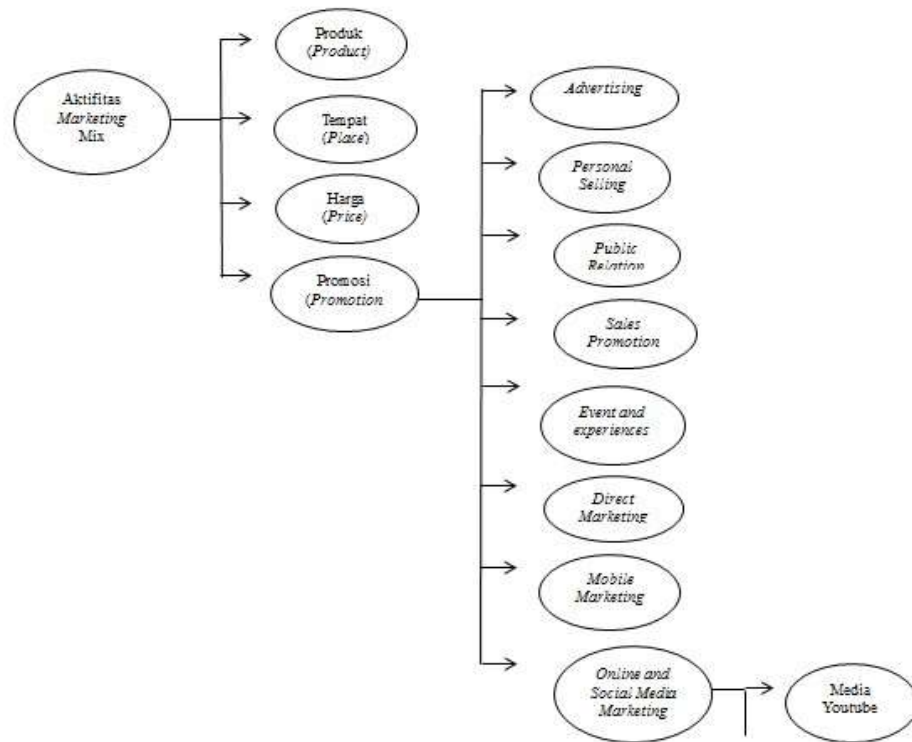 Aktifitas
Marketing
Mix
Produk
(Product)
Tempat
(Place)
Harga
(Price)
Promosi
(Promotion
Advertising
Personal
Selling
Public
Relation
Sales
Promotion
Event and
experiences
Direct
Marketing
Mobile
Marketing
Online and
Social Media
Marketing
Media
Youtube